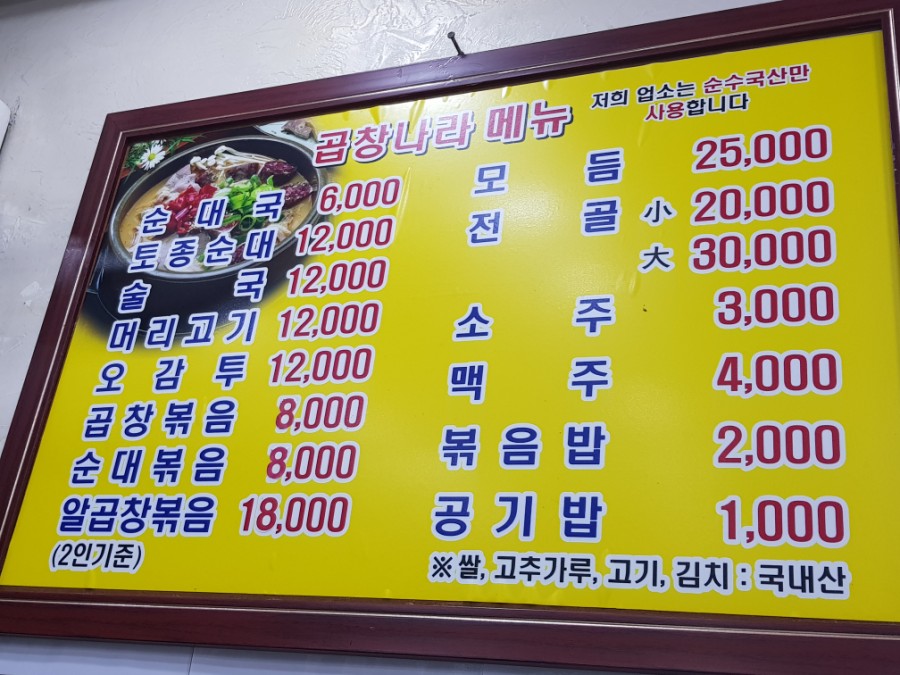 곱창나라 메뉴
저희 업소는 순수국산만
사용합니다
순대국 6,000
토종순대 12,000
술국 12,000
머리고기 12,000
오감투 12,000
곱창볶음 8,000
순대볶음 8,000
알곱창볶음 18,000
(2인기준)
모듬 25,000
전골 小 20,000
大 30,000
소주 3,000
맥주 4,000
볶음밥 2,000
공기밥 1,000
※쌀, 고추가루, 고기, 김치 : 국내산